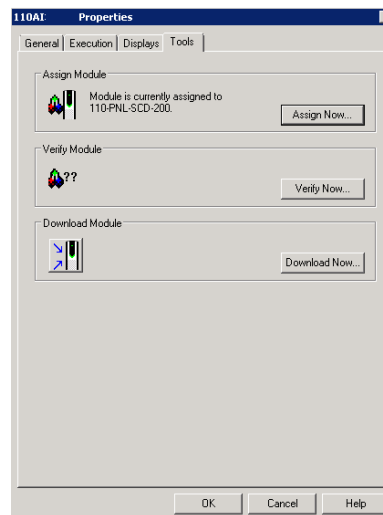 110AI: Properties
General Execution Displays Tools
Assign Module
Module is currently assigned to
110-PNL-SCD-200.
Assign Now...
Verify Module
??
Verify Now...
Download Module
Download Now...
OK Cancel Help